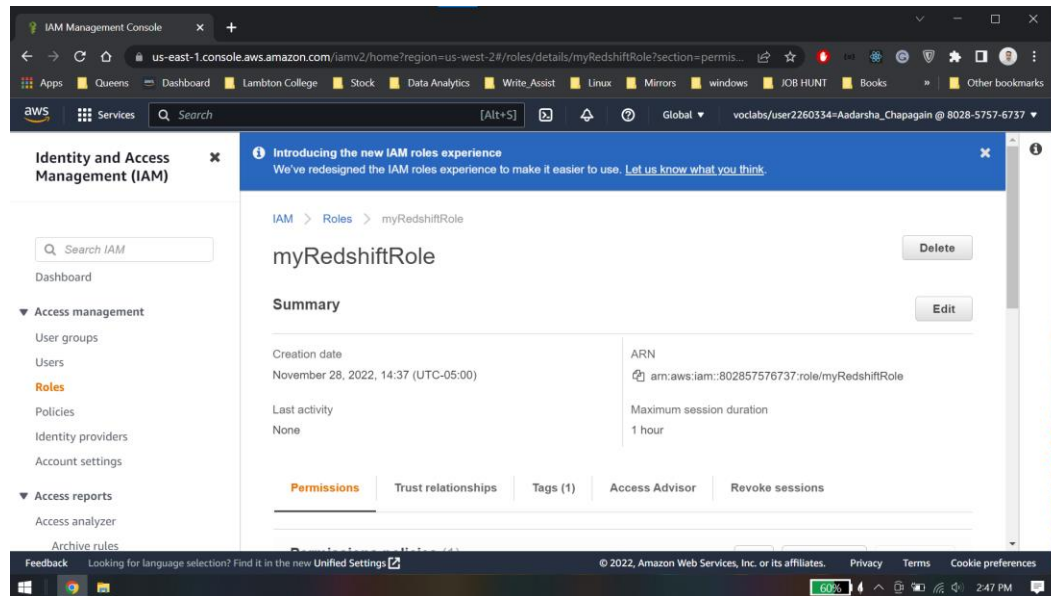 IAM Management Console
us-east-1.console.aws.amazon.com/iamv2/home?region=us-west-2#/roles/details/myRedshiftRole?section=permis...
Apps Queens Dashboard Lambton College Stock Data Analytics Write_Assist Linux Mirrors windows JOB HUNT Books » Other bookmarks
aws Services Search [Alt+S] Global voclabs/user2260334=Aadarsha_Chapagain @ 8028-5757-6737
Identity and Access
Management (IAM)
Search IAM
Dashboard
Access management
User groups
Users
Roles
Policies
Identity providers
Account settings
Access reports
Access analyzer
Archive rules
Introducing the new IAM roles experience
We've redesigned the IAM roles experience to make it easier to use. Let us know what you think.
IAM > Roles > myRedshiftRole
myRedshiftRole
Delete
Summary
Edit
Creation date
November 28, 2022, 14:37 (UTC-05:00)
ARN
arn:aws:iam::802857576737:role/myRedshiftRole
Last activity
None
Maximum session duration
1 hour
Permissions Trust relationships Tags (1) Access Advisor Revoke sessions
Feedback Looking for language selection? Find it in the new Unified Settings © 2022, Amazon Web Services, Inc. or its affiliates. Privacy Terms Cookie preferences
60% 2:47 PM